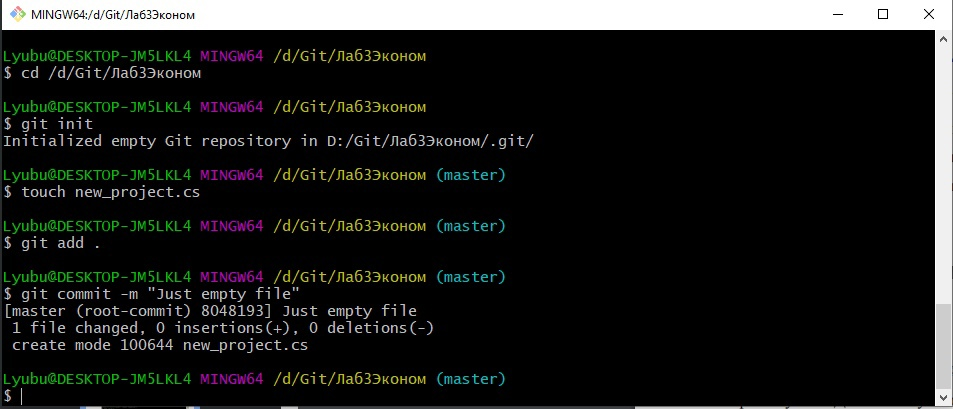 MINGW64:/d/Git/Лаб3Эконом
Lyubu@DESKTOP-JM5LKL4 MINGW64 /d/Git/Лаб3Эконом
$ cd /d/Git/Лаб3Эконом
Lyubu@DESKTOP-JM5LKL4 MINGW64 /d/Git/Лаб3Эконом
$ git init
Initialized empty Git repository in D:/Git/Лаб3Эконом/.git/
Lyubu@DESKTOP-JM5LKL4 MINGW64 /d/Git/Лаб3Эконом (master)
$ touch new_project.cs
Lyubu@DESKTOP-JM5LKL4 MINGW64 /d/Git/Лаб3Эконом (master)
$ git add .
Lyubu@DESKTOP-JM5LKL4 MINGW64 /d/Git/Лаб3Эконом (master)
$ git commit -m "Just empty file"
[master (root-commit) 8048193] Just empty file
 1 file changed, 0 insertions(+), 0 deletions(-)
 create mode 100644 new_project.cs
Lyubu@DESKTOP-JM5LKL4 MINGW64 /d/Git/Лаб3Эконом (master)
$